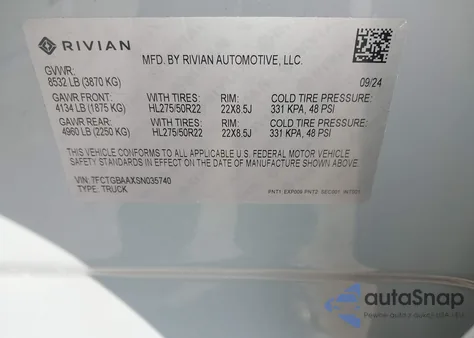 RIVIAN
MFD. BY RIVIAN AUTOMOTIVE, LLC.
GVWR:
8532 LB (3870 KG)
09/24
GAWR FRONT: WITH TIRES: RIM: COLD TIRE PRESSURE:
4134 LB (1875 KG) HL275/50R22 22X8.5J 331 KPA, 48 PSI
GAWR REAR: WITH TIRES: RIM: COLD TIRE PRESSURE:
4960 LB (2250 KG) HL275/50R22 22X8.5J 331 KPA, 48 PSI
THIS VEHICLE CONFORMS TO ALL APPLICABLE U.S. FEDERAL MOTOR VEHICLE
SAFETY STANDARDS IN EFFECT ON THE DATE OF MANUFACTURE SHOWN ABOVE.
VIN: 7FCTGBAAXSN035740
TYPE: TRUCK
PNT1: EXP000 PNT2:
autoSnap